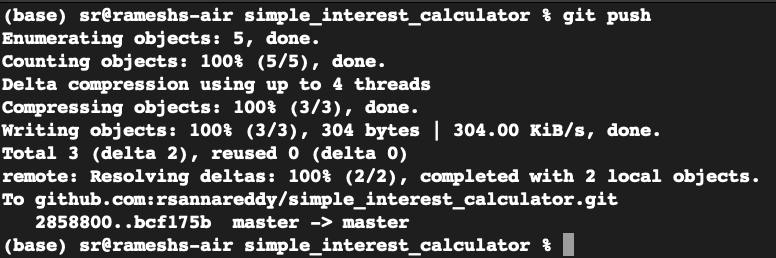 (base) sr@rameshs-air simple_interest_calculator % git push
Enumerating objects: 5, done.
Counting objects: 100% (5/5), done.
Delta compression using up to 4 threads
Compressing objects: 100% (3/3), done.
Writing objects: 100% (3/3), 304 bytes | 304.00 KiB/s, done.
Total 3 (delta 2), reused 0 (delta 0)
remote: Resolving deltas: 100% (2/2), completed with 2 local objects.
To github.com:rsannareddy/simple_interest_calculator.git
   2858800..bcf175b  master -> master
(base) sr@rameshs-air simple_interest_calculator %